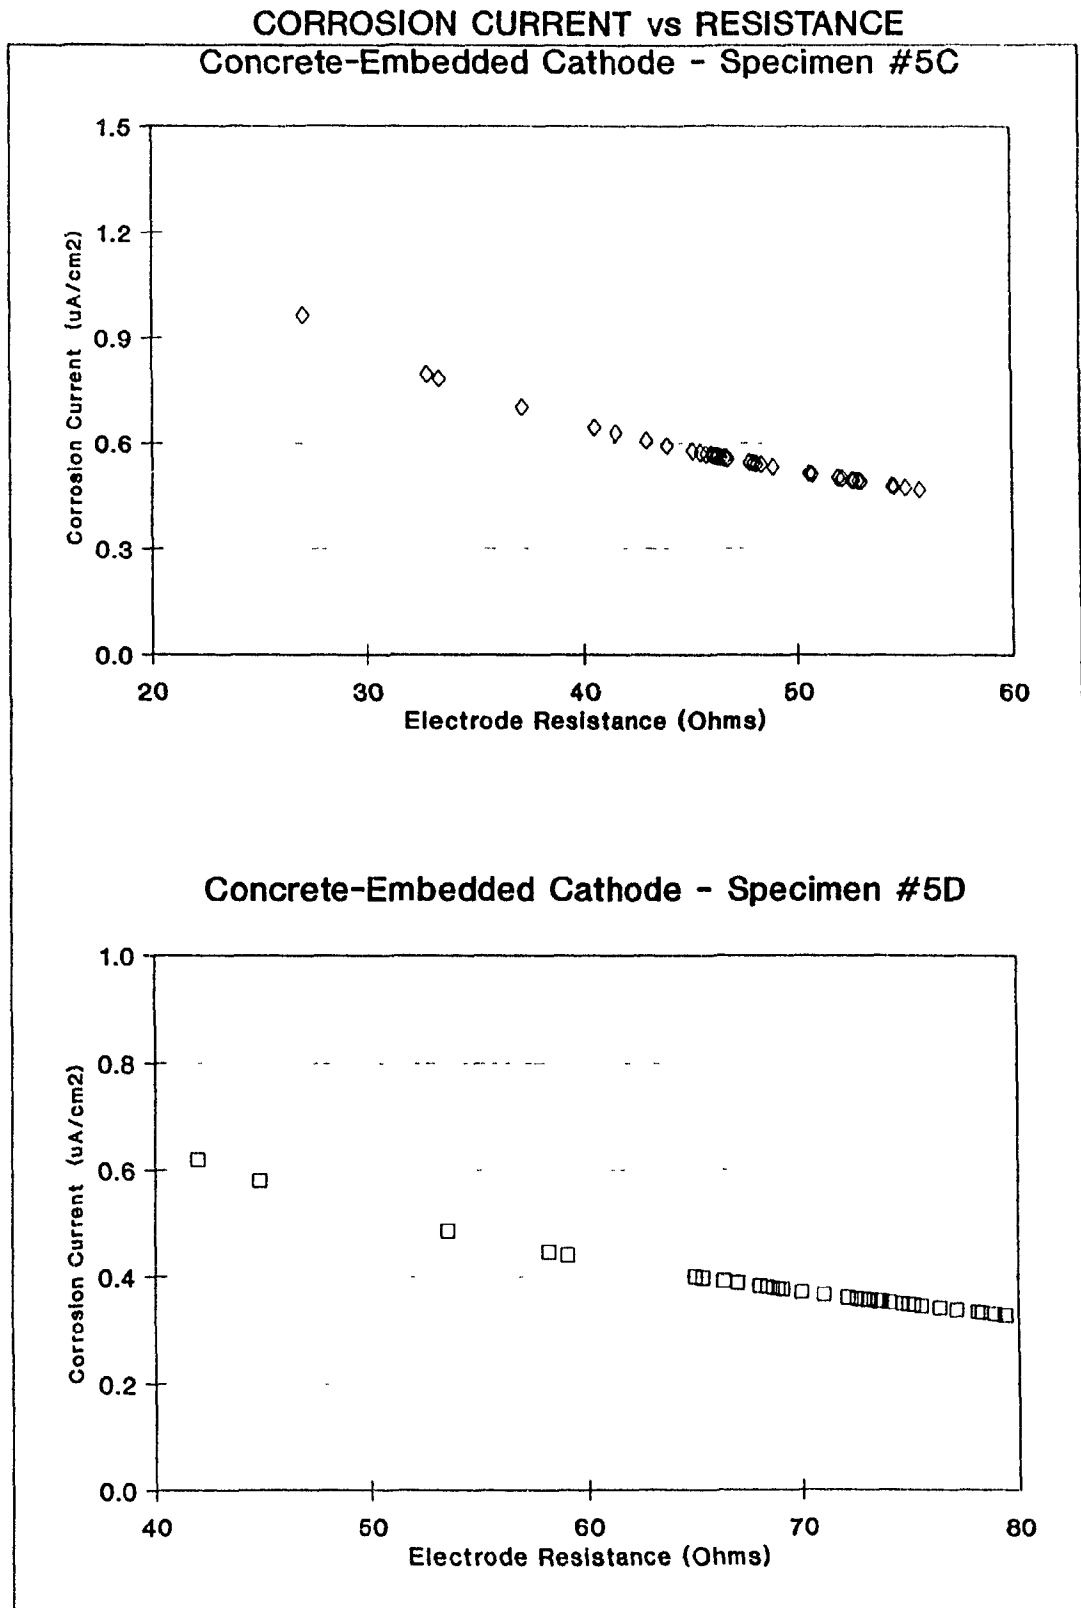 CORROSION CURRENT vs RESISTANCE
Concrete-Embedded Cathode - Specimen #5C
1.5
1.2
0.9
0.6
0.3
0.0
Corrosion Current (uA/cm2)
20 30 40 50 60
Electrode Resistance (Ohms)
Concrete-Embedded Cathode - Specimen #5D
1.0
0.8
0.6
0.4
0.2
0.0
Corrosion Current (uA/cm2)
40 50 60 70 80
Electrode Resistance (Ohms)